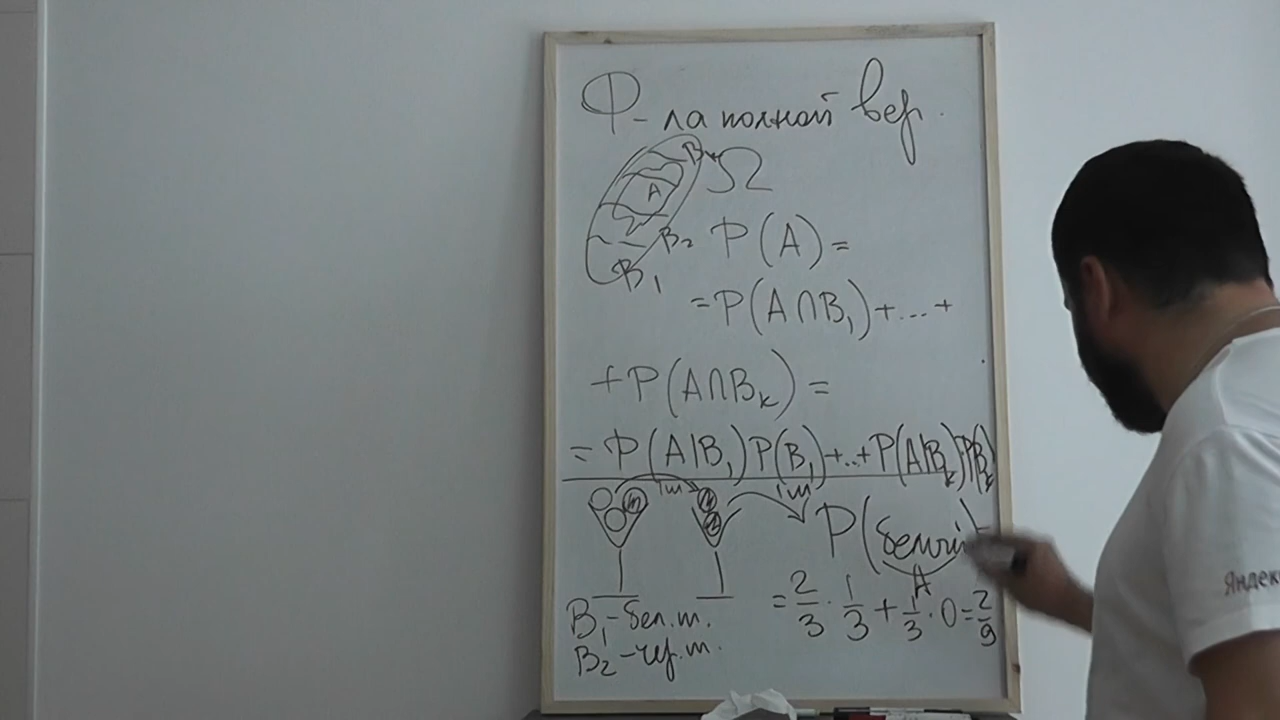 Ф-ла полной вер.
Ω
A
B₁
B₂
Bₖ
P(A)=
=P(A∩B₁)+...+
+P(A∩Bₖ)=
=P(A|B₁)P(B₁)+..+P(A|Bₖ)·P(Bₖ)
1ш
1ш
P(белый)
A
=2/3·1/3+1/3·0=2/9
B₁-бел.ш.
B₂-чер.ш.